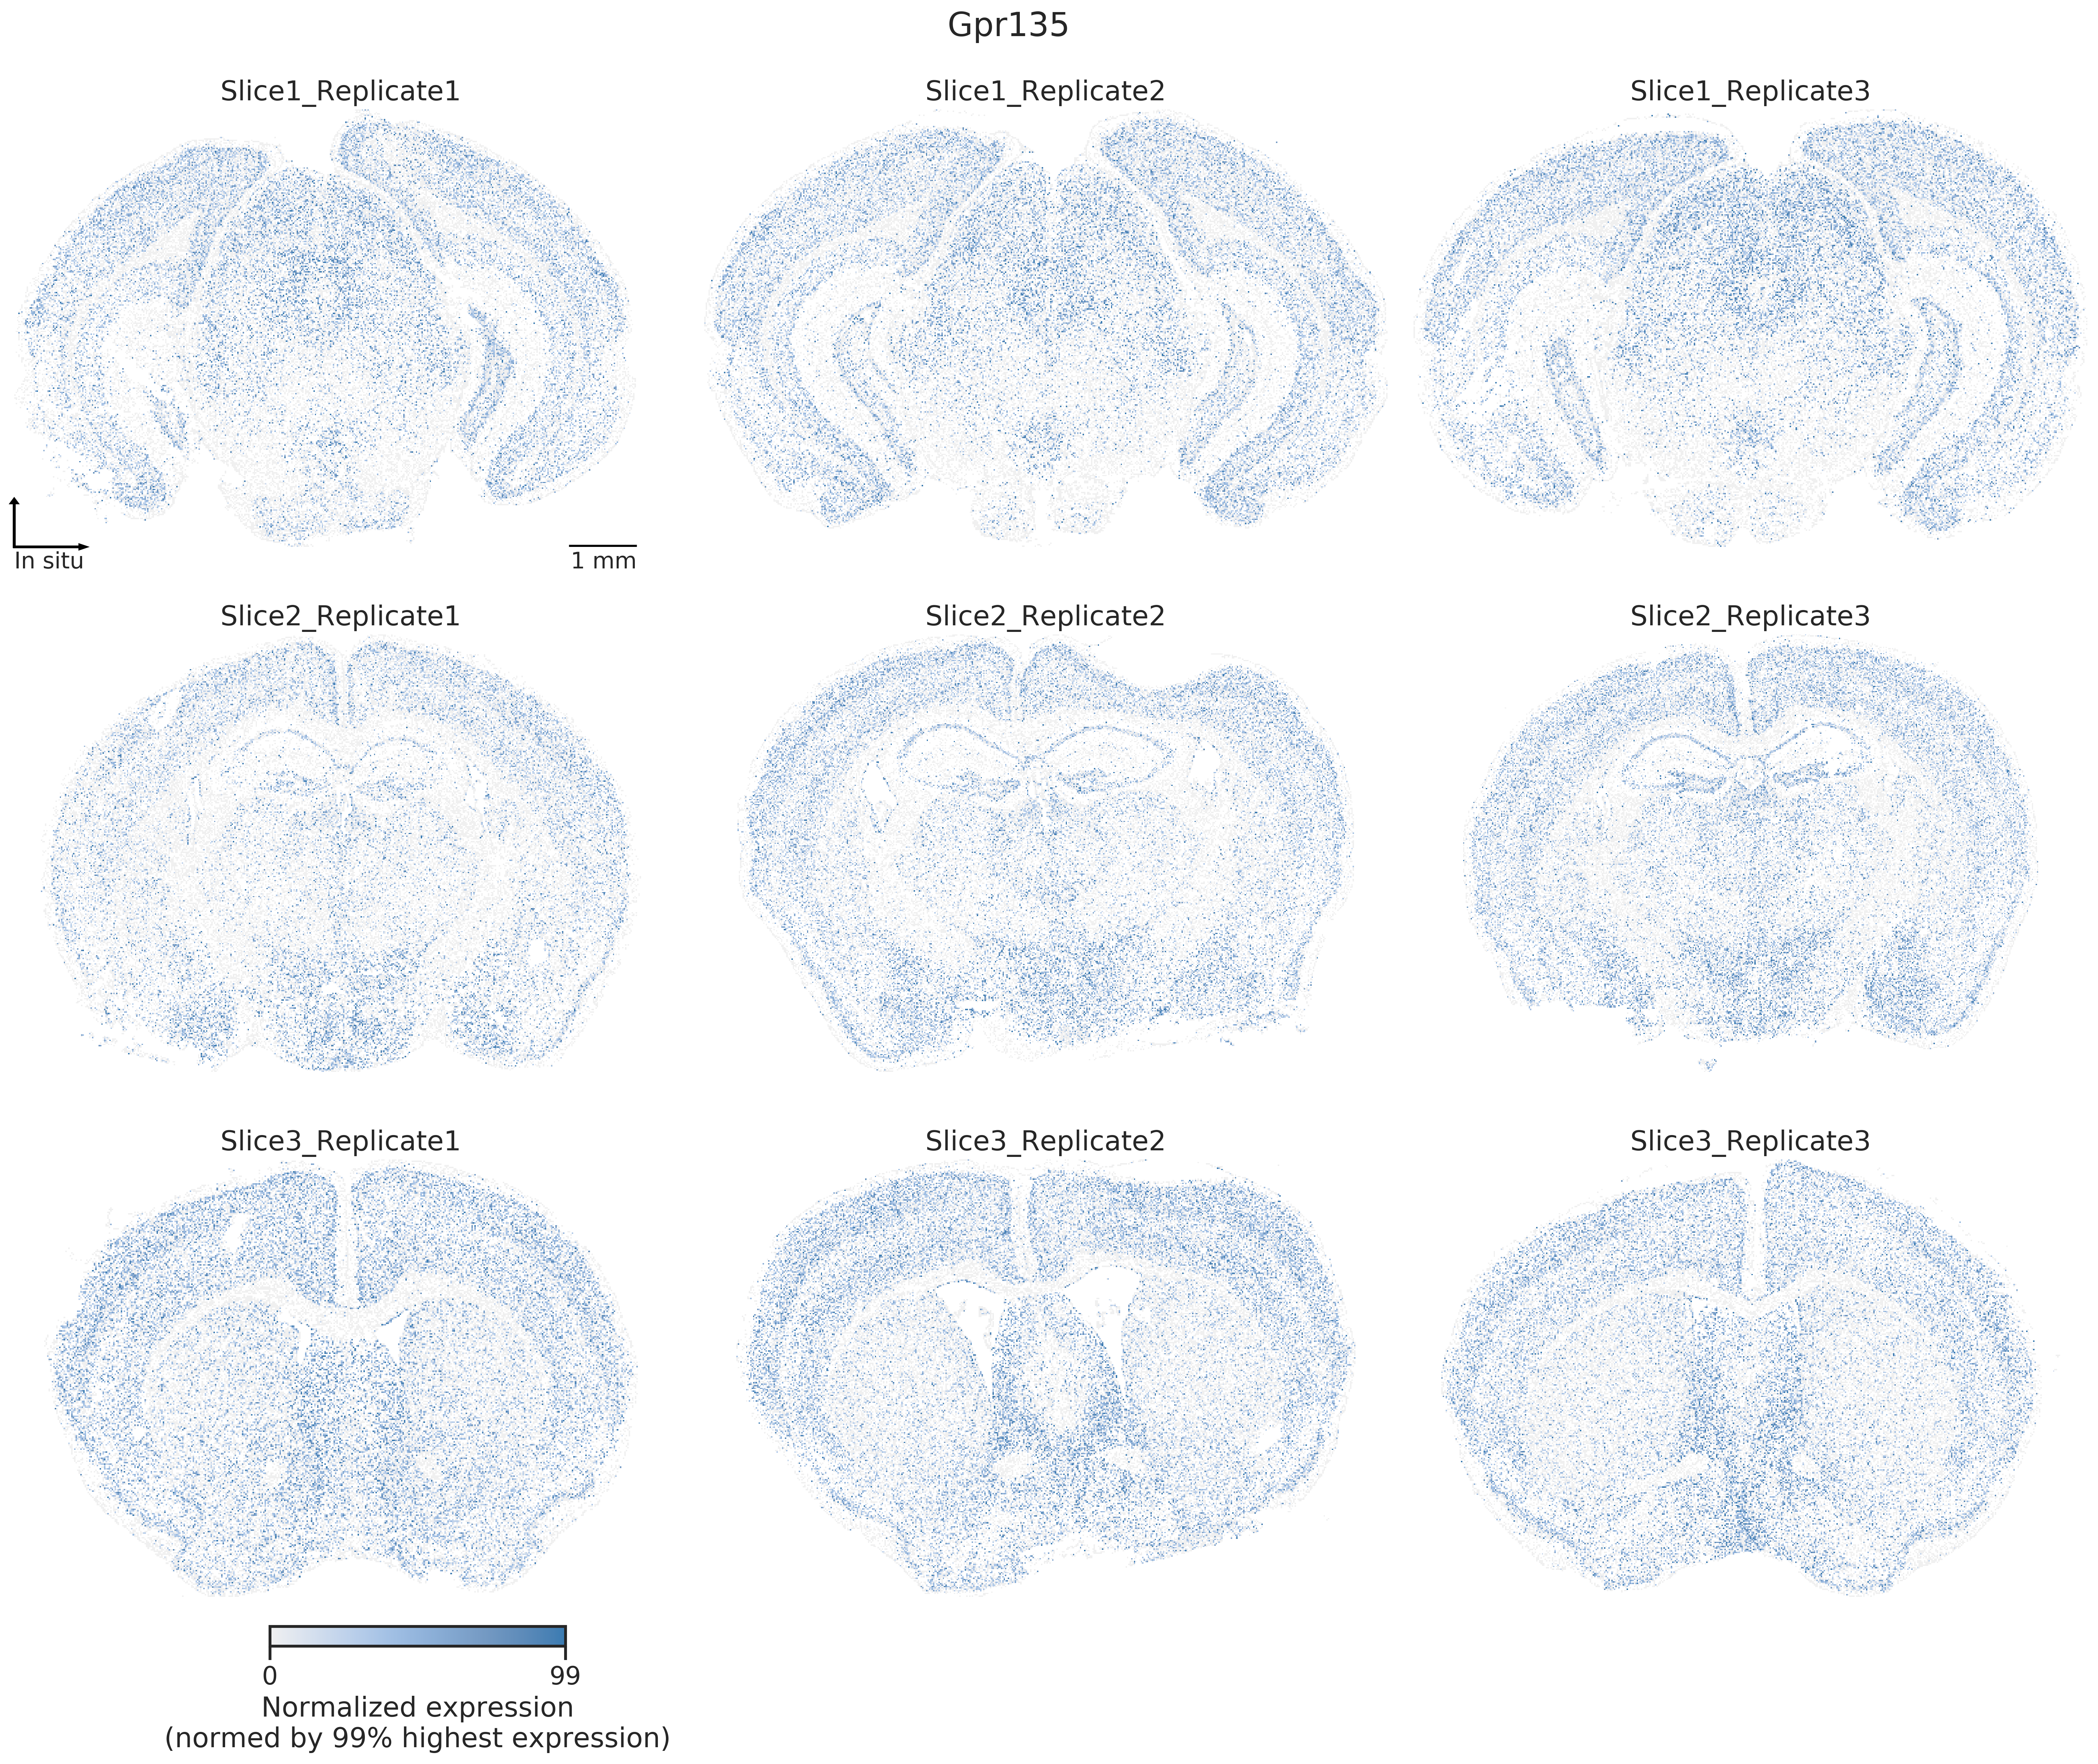 Gpr135
Slice1_Replicate1
Slice1_Replicate2
Slice1_Replicate3
In situ
1 mm
Slice2_Replicate1
Slice2_Replicate2
Slice2_Replicate3
Slice3_Replicate1
Slice3_Replicate2
Slice3_Replicate3
0
99
Normalized expression
(normed by 99% highest expression)